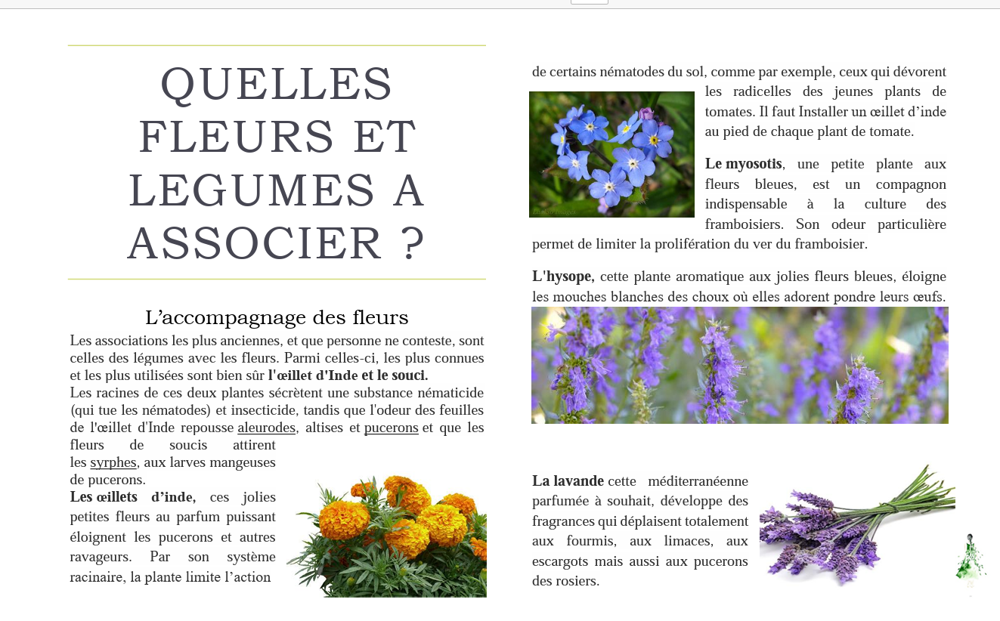 QUELLES
FLEURS ET
LEGUMES A
ASSOCIER ?
L’accompagnage des fleurs
Les associations les plus anciennes, et que personne ne conteste, sont
celles des légumes avec les fleurs. Parmi celles-ci, les plus connues
et les plus utilisées sont bien sûr l'œillet d'Inde et le souci.
Les racines de ces deux plantes sécrètent une substance nématicide
(qui tue les nématodes) et insecticide, tandis que l'odeur des feuilles
de l'œillet d'Inde repousse aleurodes, altises et pucerons et que les
fleurs de soucis attirent
les syrphes, aux larves mangeuses
de pucerons.
Les œillets d’inde, ces jolies
petites fleurs au parfum puissant
éloignent les pucerons et autres
ravageurs. Par son système
racinaire, la plante limite l’action
de certains nématodes du sol, comme par exemple, ceux qui dévorent
les radicelles des jeunes plants de
tomates. Il faut Installer un œillet d’inde
au pied de chaque plant de tomate.
Le myosotis, une petite plante aux
fleurs bleues, est un compagnon
indispensable à la culture des
framboisiers. Son odeur particulière
permet de limiter la prolifération du ver du framboisier.
L'hysope, cette plante aromatique aux jolies fleurs bleues, éloigne
les mouches blanches des choux où elles adorent pondre leurs œufs.
La lavande cette méditerranéenne
parfumée à souhait, développe des
fragrances qui déplaisent totalement
aux fourmis, aux limaces, aux
escargots mais aussi aux pucerons
des rosiers.